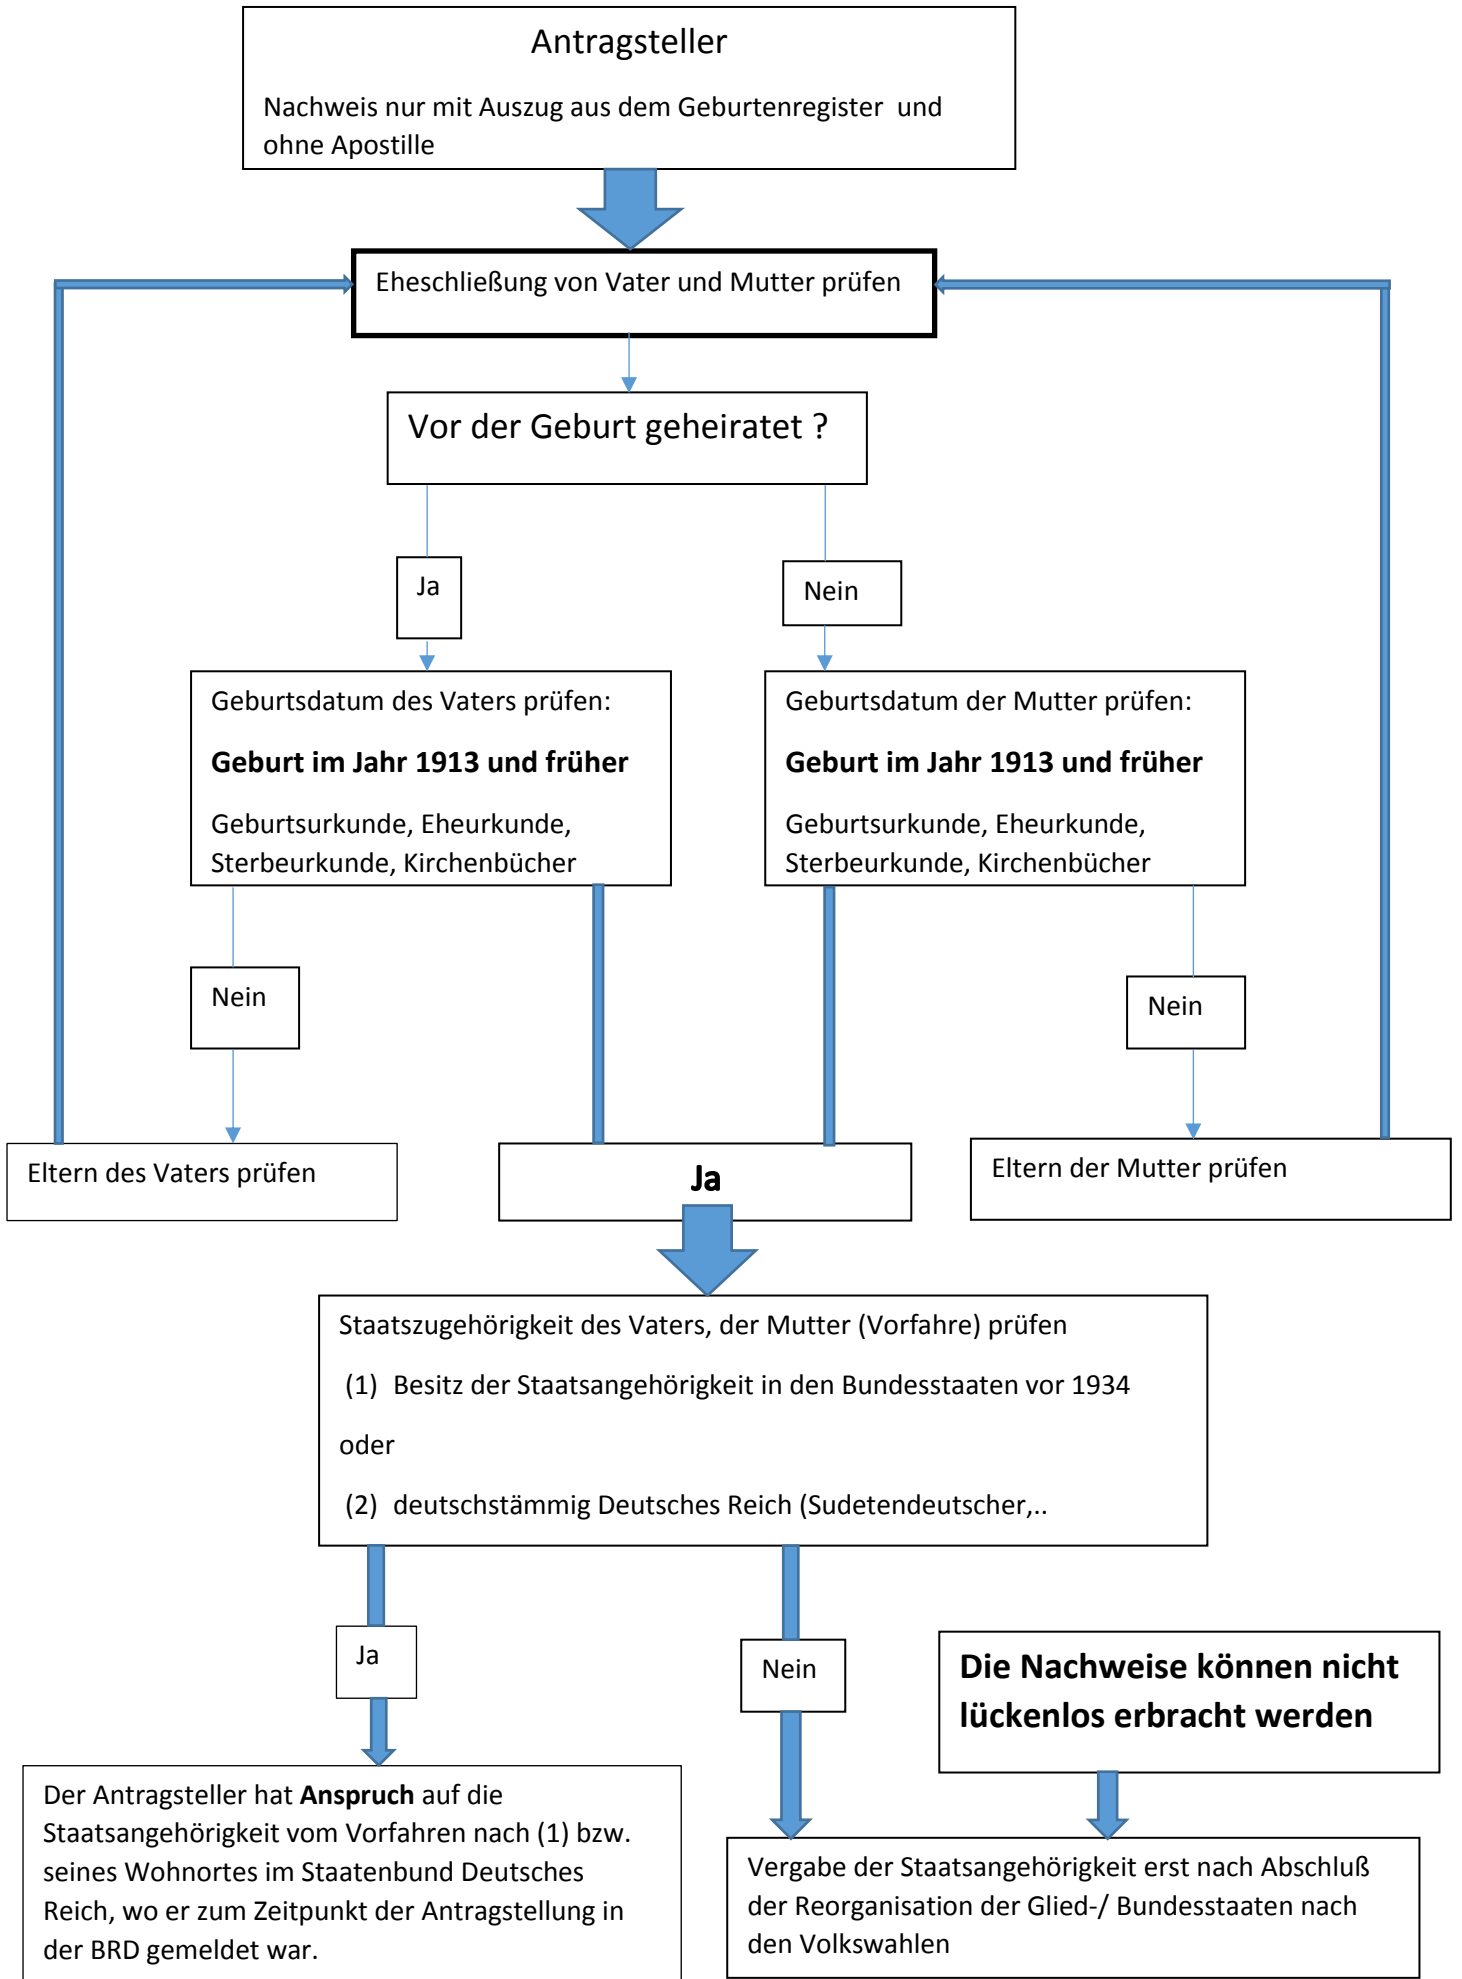 Antragsteller
Nachweis nur mit Auszug aus dem Geburtenregister und
ohne Apostille
Eheschließung von Vater und Mutter prüfen
Vor der Geburt geheiratet ?
Ja
Nein
Geburtsdatum des Vaters prüfen:
Geburt im Jahr 1913 und früher
Geburtsurkunde, Eheurkunde,
Sterbeurkunde, Kirchenbücher
Geburtsdatum der Mutter prüfen:
Geburt im Jahr 1913 und früher
Geburtsurkunde, Eheurkunde,
Sterbeurkunde, Kirchenbücher
Nein
Nein
Eltern des Vaters prüfen
Ja
Eltern der Mutter prüfen
Staatszugehörigkeit des Vaters, der Mutter (Vorfahre) prüfen
(1) Besitz der Staatsangehörigkeit in den Bundesstaaten vor 1934
oder
(2) deutschstämmig Deutsches Reich (Sudetendeutscher,..
Ja
Nein
Die Nachweise können nicht
lückenlos erbracht werden
Der Antragsteller hat Anspruch auf die
Staatsangehörigkeit vom Vorfahren nach (1) bzw.
seines Wohnortes im Staatenbund Deutsches
Reich, wo er zum Zeitpunkt der Antragstellung in
der BRD gemeldet war.
Vergabe der Staatsangehörigkeit erst nach Abschluß
der Reorganisation der Glied-/ Bundesstaaten nach
den Volkswahlen